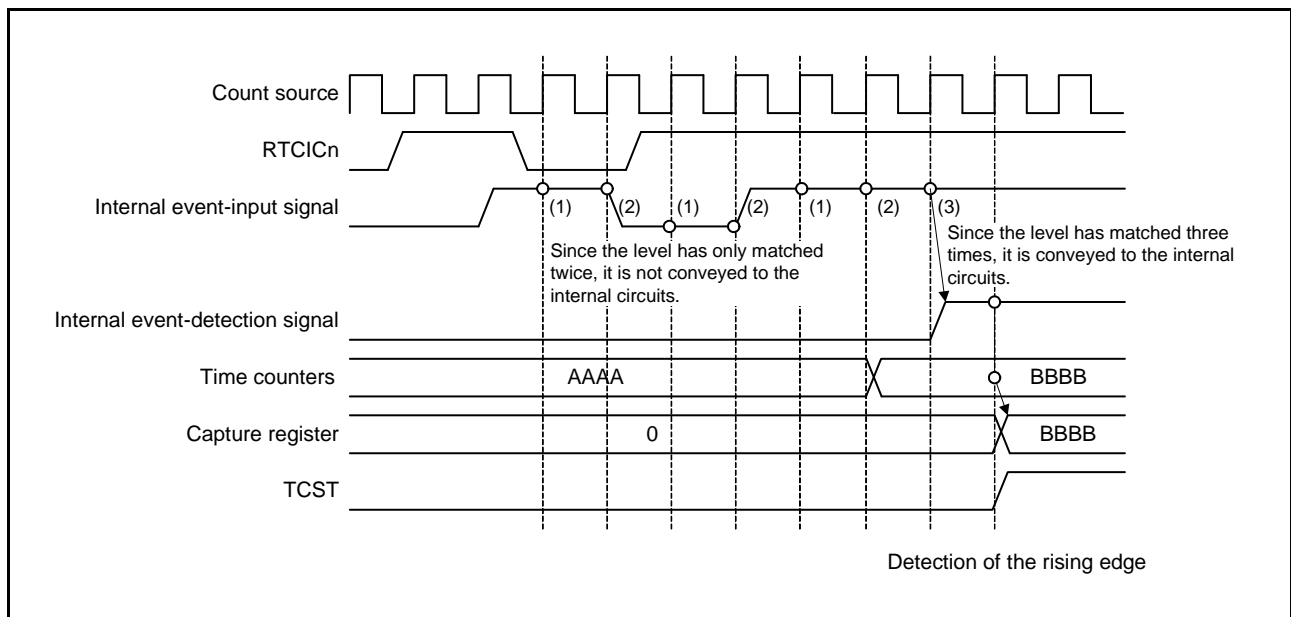 Count source
RTCICn
Internal event-input signal
(1)
(2)
(1)
(2)
(1)
(2)
(3)
Since the level has only matched
twice, it is not conveyed to the
internal circuits.
Since the level has matched three
times, it is conveyed to the internal
circuits.
Internal event-detection signal
Time counters
AAAA
BBBB
Capture register
0
BBBB
TCST
Detection of the rising edge